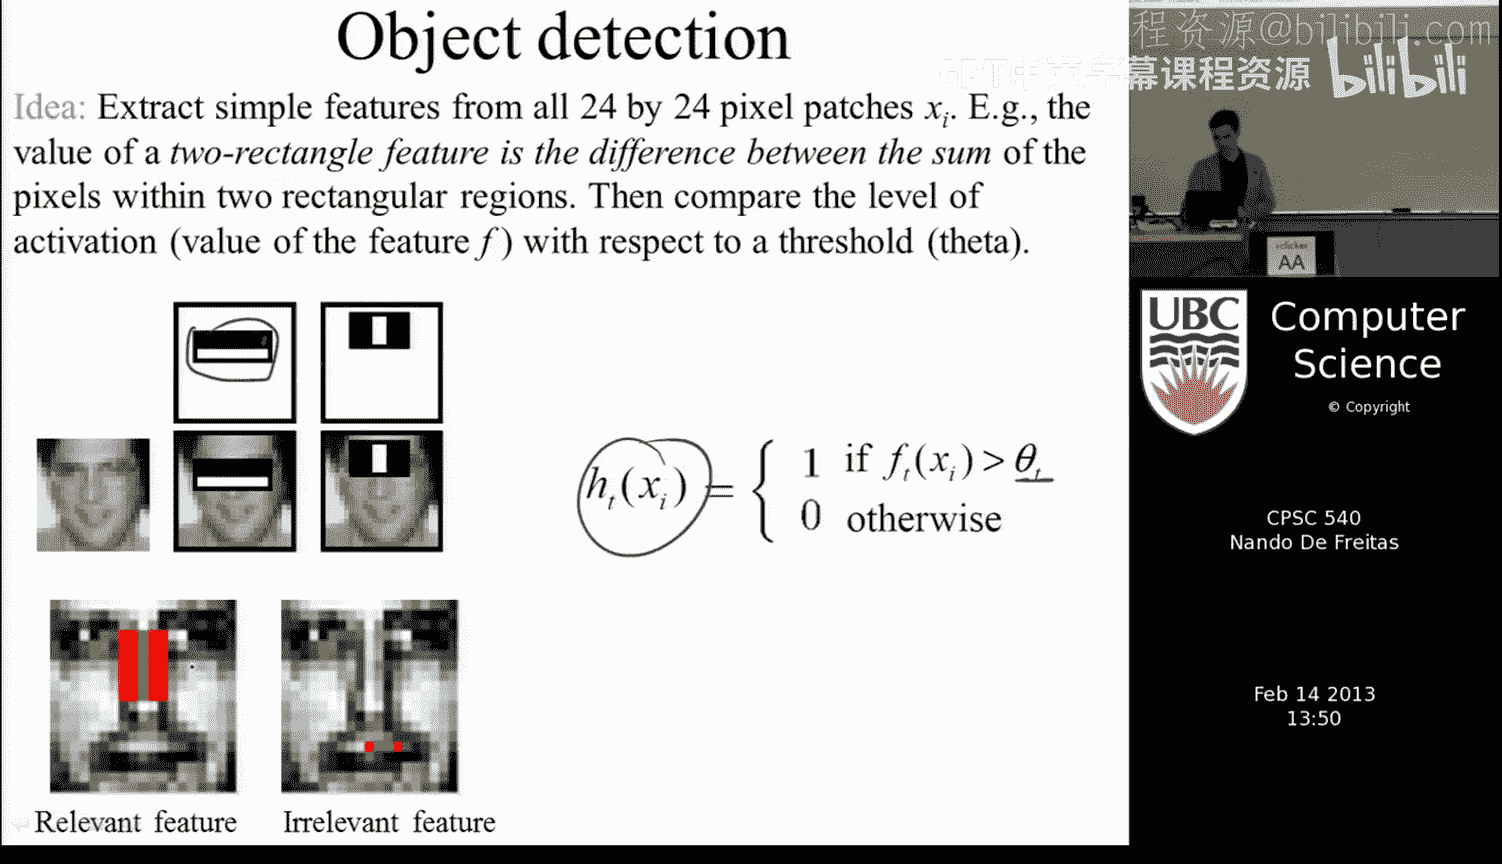 Object detection
Idea: Extract simple features from all 24 by 24 pixel patches xᵢ. E.g., the
value of a two-rectangle feature is the difference between the sum of the
pixels within two rectangular regions. Then compare the level of
activation (value of the feature f ) with respect to a threshold (theta).
hₜ(xᵢ) = { 1 if fₜ(xᵢ) > θₜ
0 otherwise
Relevant feature
Irrelevant feature
程资源@bilibili.com
幕课程资源 bilibili
AA
UBC
Computer
Science
© Copyright
CPSC 540
Nando De Freitas
Feb 14 2013
13:50